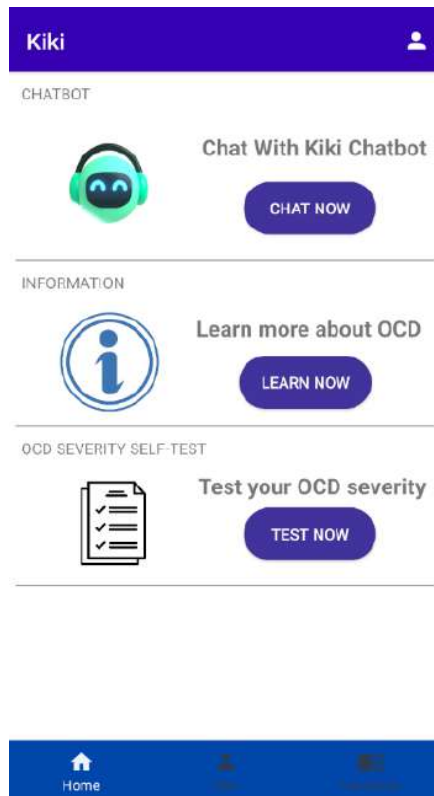 Kiki
CHATBOT
Chat With Kiki Chatbot
CHAT NOW
INFORMATION
Learn more about OCD
LEARN NOW
OCD SEVERITY SELF-TEST
Test your OCD severity
TEST NOW
Home